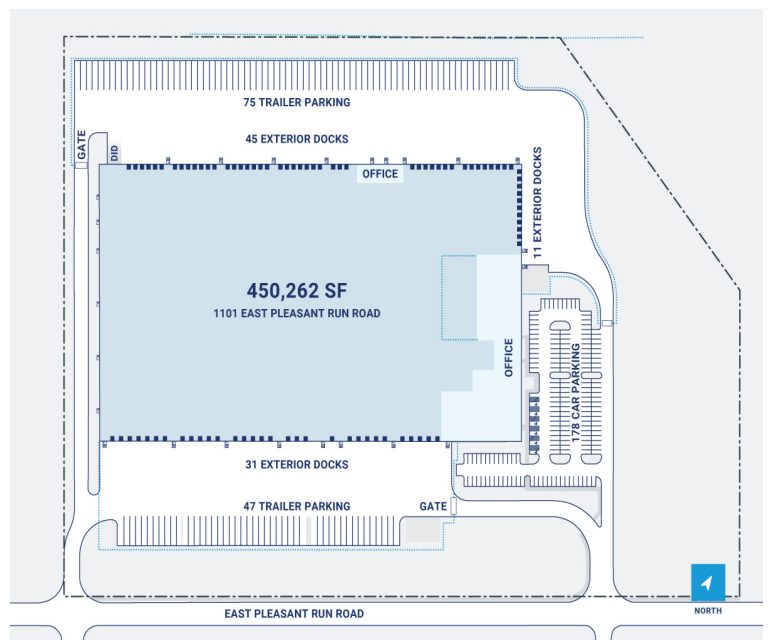 75 TRAILER PARKING
45 EXTERIOR DOCKS
GATE
DID
OFFICE
11 EXTERIOR DOCKS
450,262 SF
1101 EAST PLEASANT RUN ROAD
OFFICE
178 CAR PARKING
31 EXTERIOR DOCKS
47 TRAILER PARKING
GATE
EAST PLEASANT RUN ROAD
NORTH